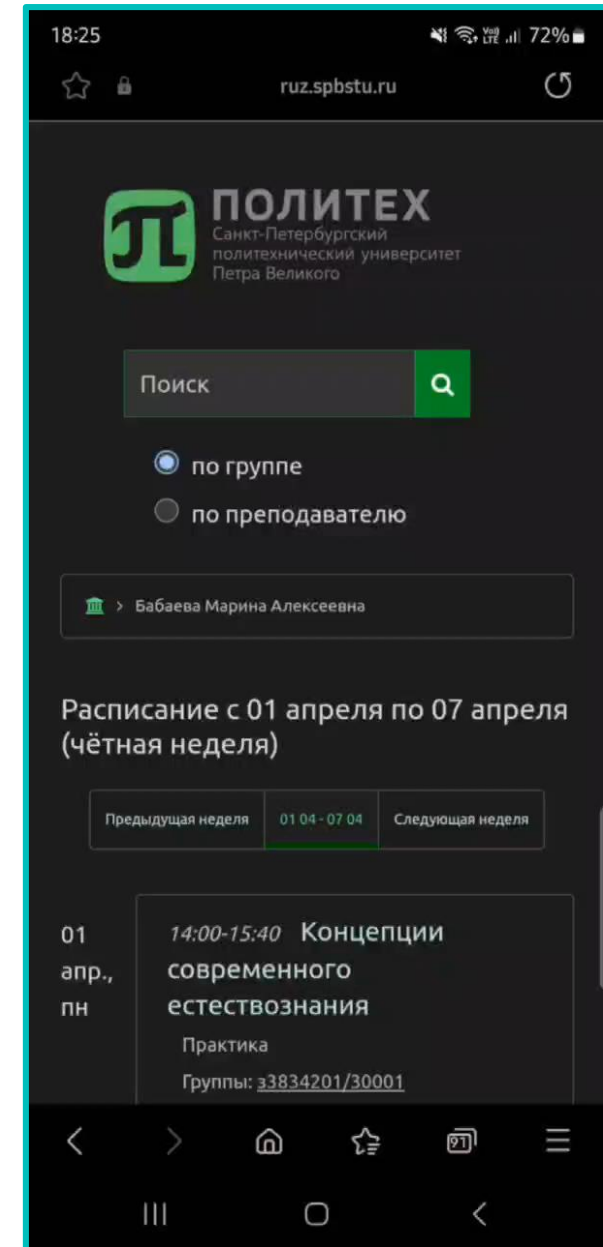 18:25
72%
ruz.spbstu.ru
ПОЛИТЕХ
Санкт-Петербургский
политехнический университет
Петра Великого
Поиск
по группе
по преподавателю
> Бабаева Марина Алексеевна
Расписание с 01 апреля по 07 апреля
(чётная неделя)
Предыдущая неделя 01 04 - 07 04 Следующая неделя
01
апр.,
пн
14:00-15:40 Концепции
современного
естествознания
Практика
Группы: з3834201/30001
91